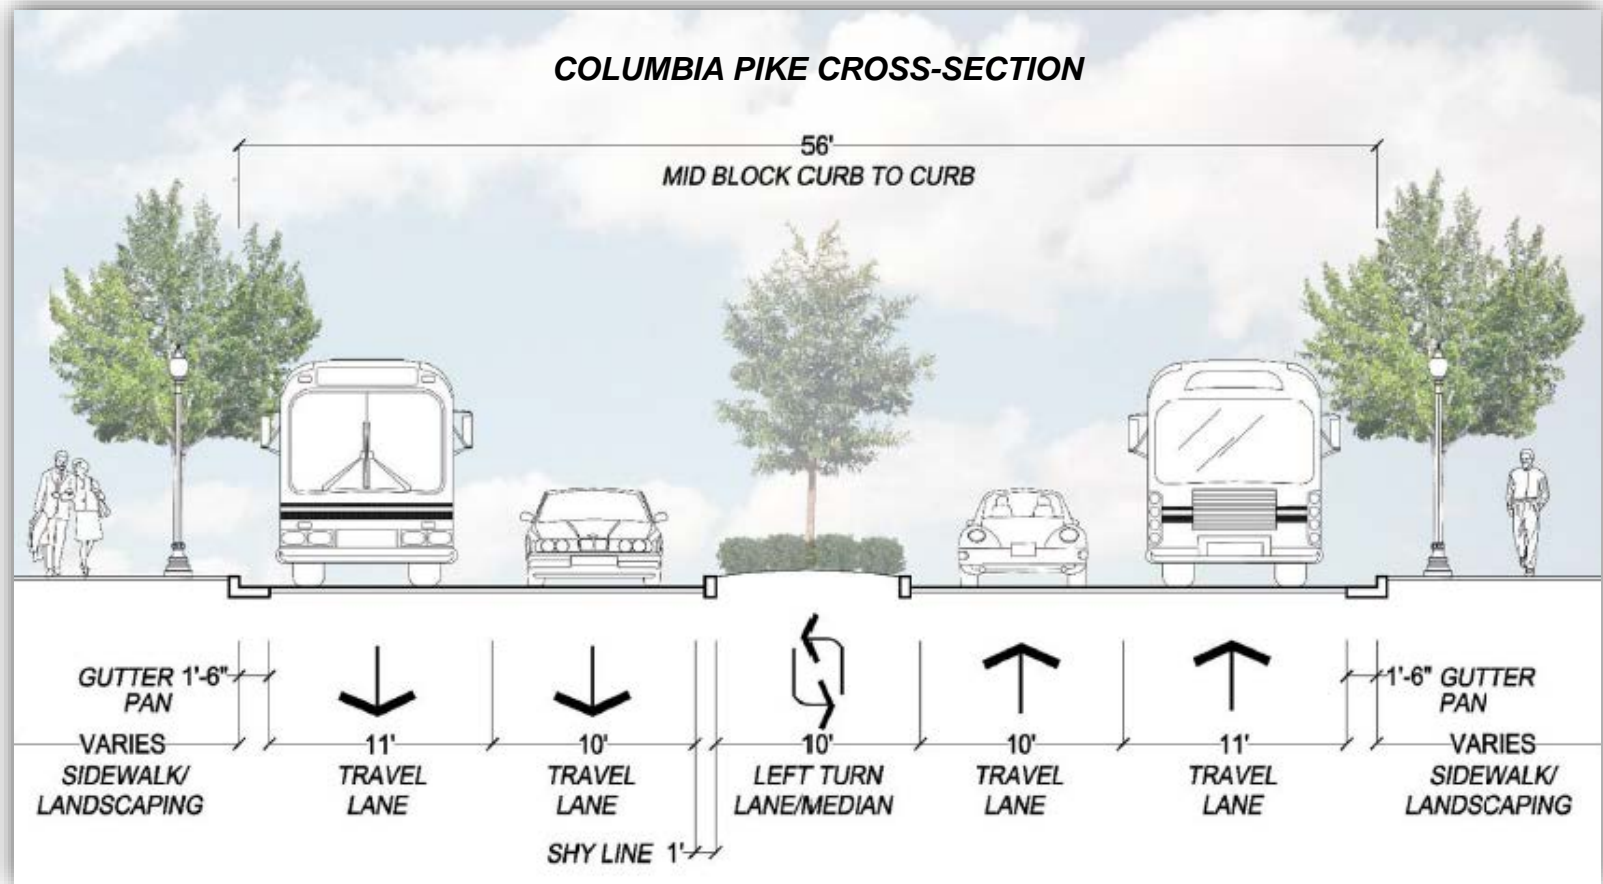 COLUMBIA PIKE CROSS-SECTION
56'
MID BLOCK CURB TO CURB
GUTTER 1'-6"
PAN
1'-6" GUTTER
PAN
VARIES
SIDEWALK/
LANDSCAPING
11'
TRAVEL
LANE
10'
TRAVEL
LANE
10'
LEFT TURN
LANE/MEDIAN
10'
TRAVEL
LANE
11'
TRAVEL
LANE
VARIES
SIDEWALK/
LANDSCAPING
SHY LINE 1'